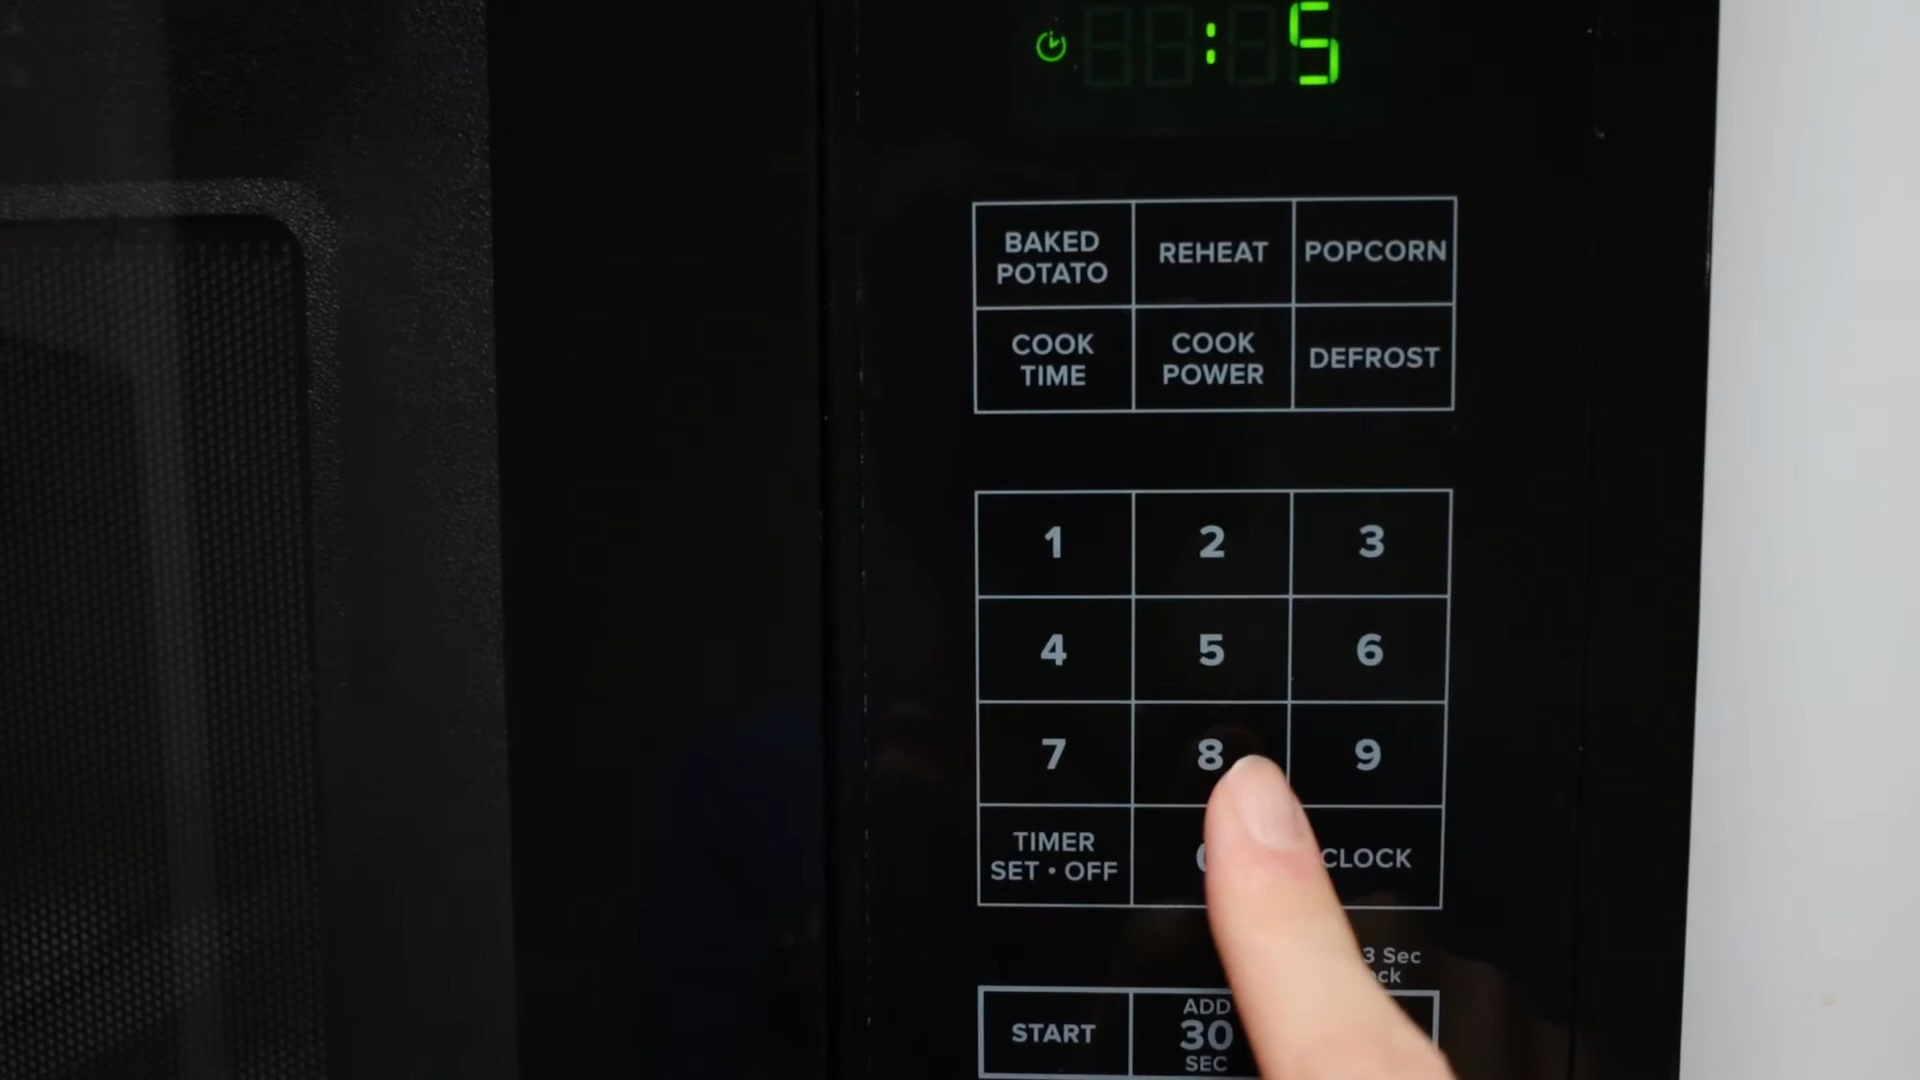 : 5
BAKED
POTATO
REHEAT
POPCORN
COOK
TIME
COOK
POWER
DEFROST
1
2
3
4
5
6
7
8
9
TIMER
SET • OFF
CLOCK
3 Sec
START
ADD
30
SEC